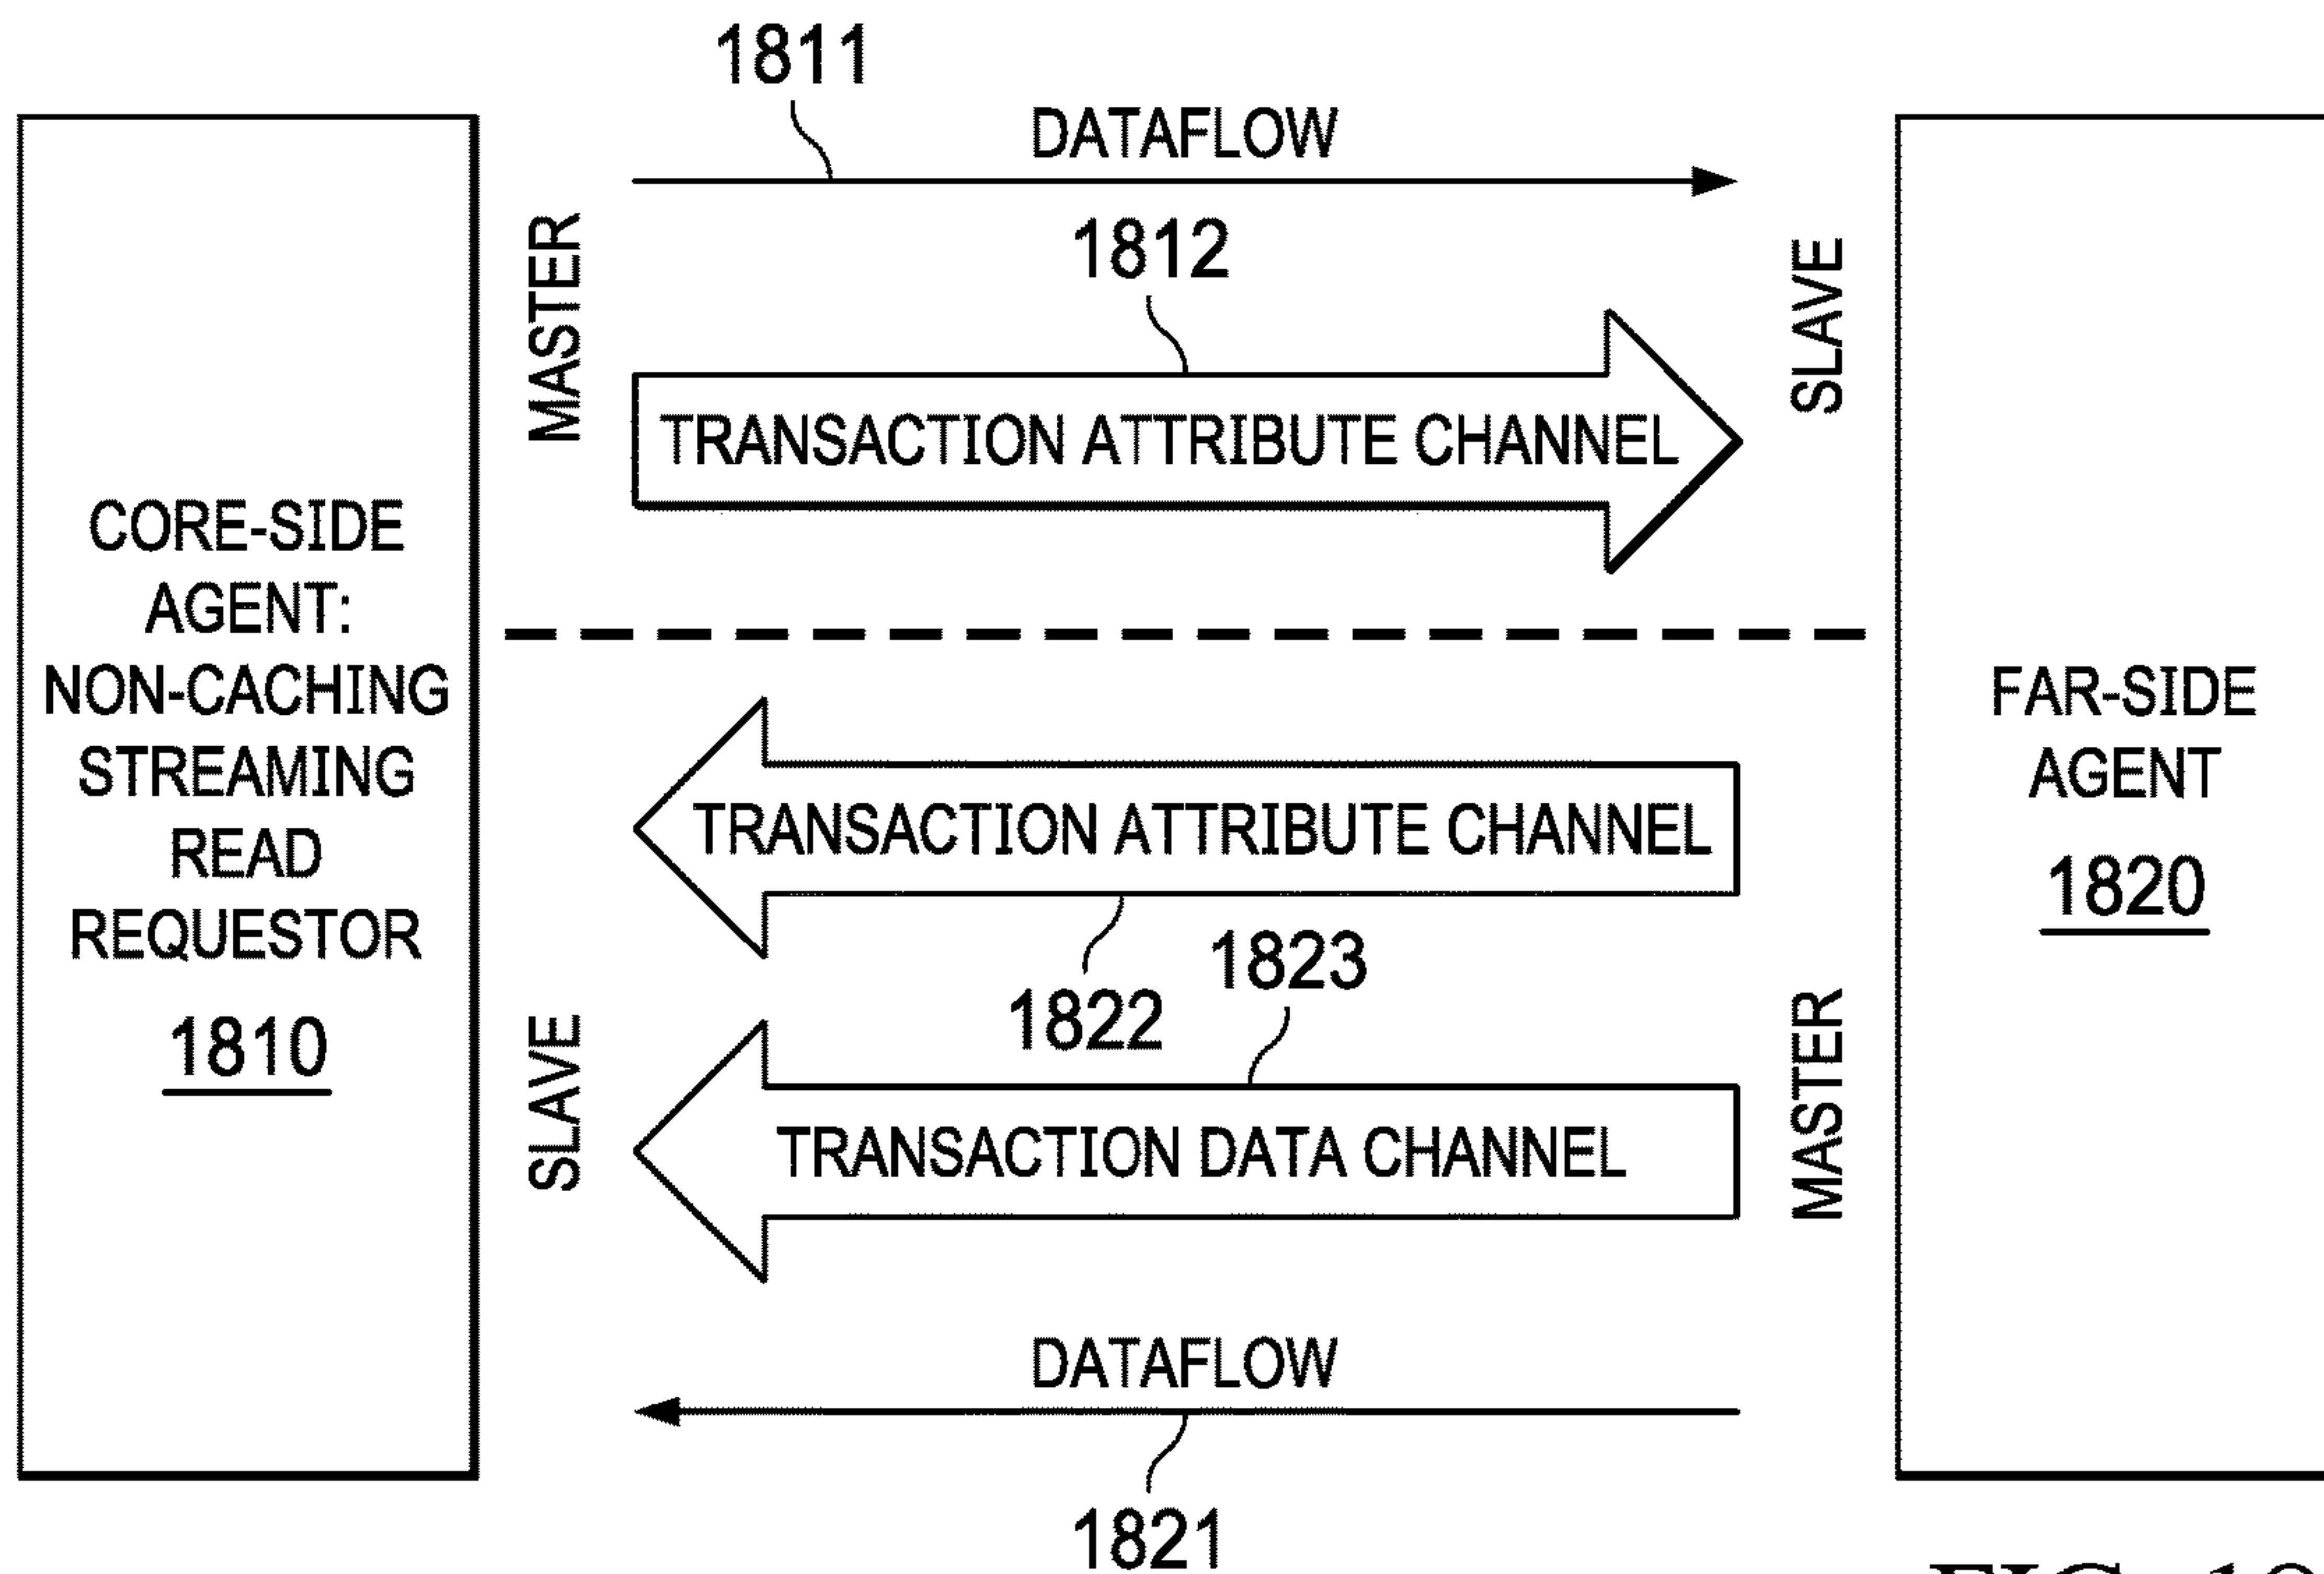 1811
DATAFLOW
MASTER
1812
SLAVE
TRANSACTION ATTRIBUTE CHANNEL
CORE-SIDE
AGENT:
NON-CACHING
STREAMING
READ
REQUESTOR
1810
TRANSACTION ATTRIBUTE CHANNEL
1822
1823
SLAVE
TRANSACTION DATA CHANNEL
MASTER
DATAFLOW
1821
FAR-SIDE
AGENT
1820